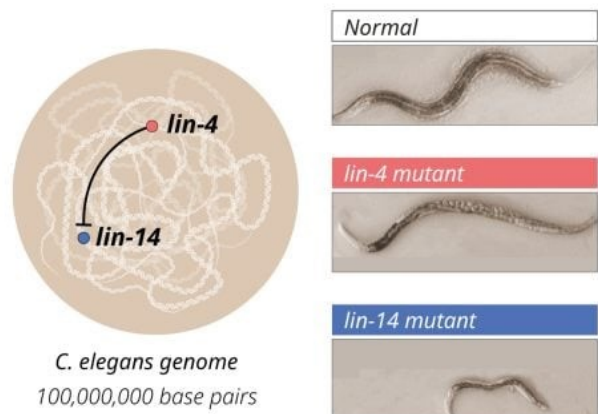 lin-4
lin-14
C. elegans genome
100,000,000 base pairs
Normal
lin-4 mutant
lin-14 mutant